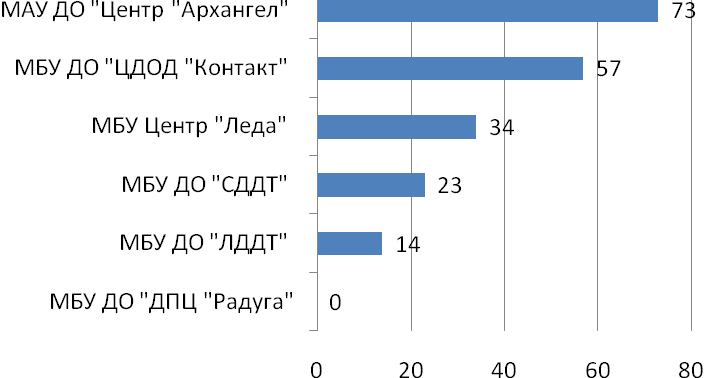 МАУ ДО "Центр "Архангел" 73
МБУ ДО "ЦДОД "Контакт" 57
МБУ Центр "Леда" 34
МБУ ДО "СДДТ" 23
МБУ ДО "ЛДДТ" 14
МБУ ДО "ДПЦ "Радуга" 0
0 20 40 60 80